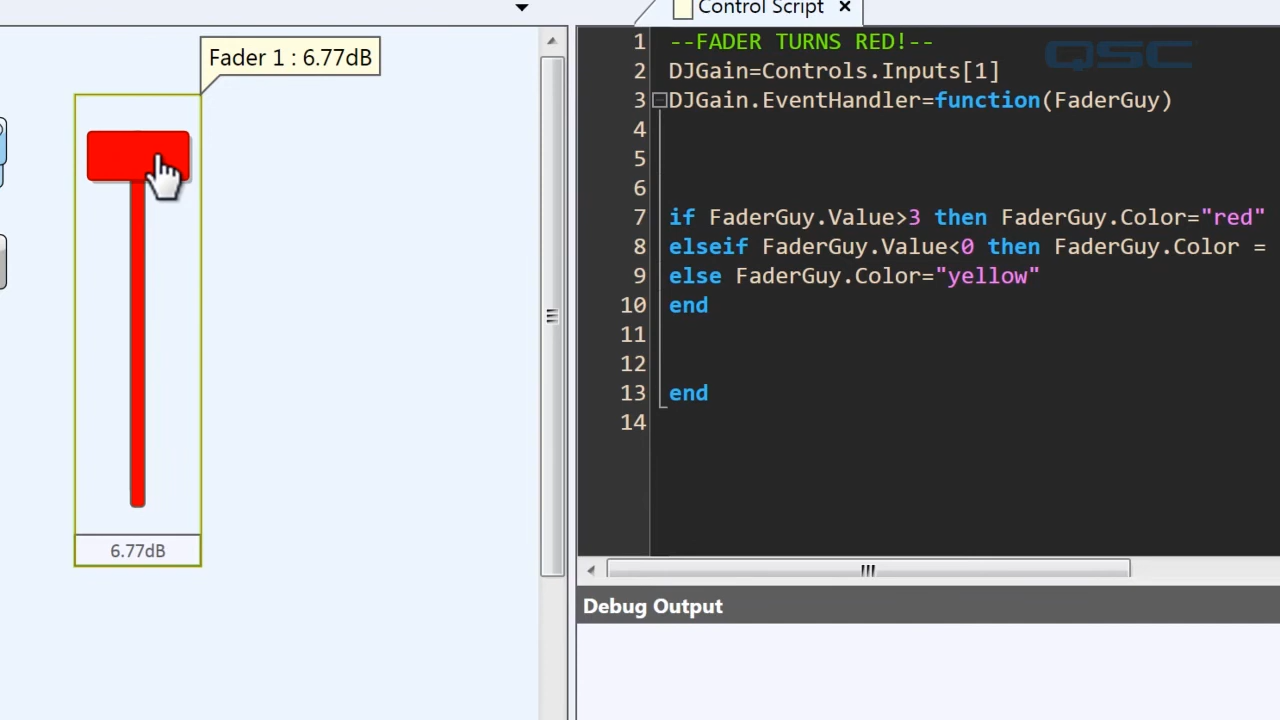 Control Script
Fader 1 : 6.77dB
6.77dB
QSC
1 --FADER TURNS RED!--
2 DJGain=Controls.Inputs[1]
3 DJGain.EventHandler=function(FaderGuy)
4
5
6
7 if FaderGuy.Value>3 then FaderGuy.Color="red"
8 elseif FaderGuy.Value<0 then FaderGuy.Color =
9 else FaderGuy.Color="yellow"
10 end
11
12
13 end
14
Debug Output